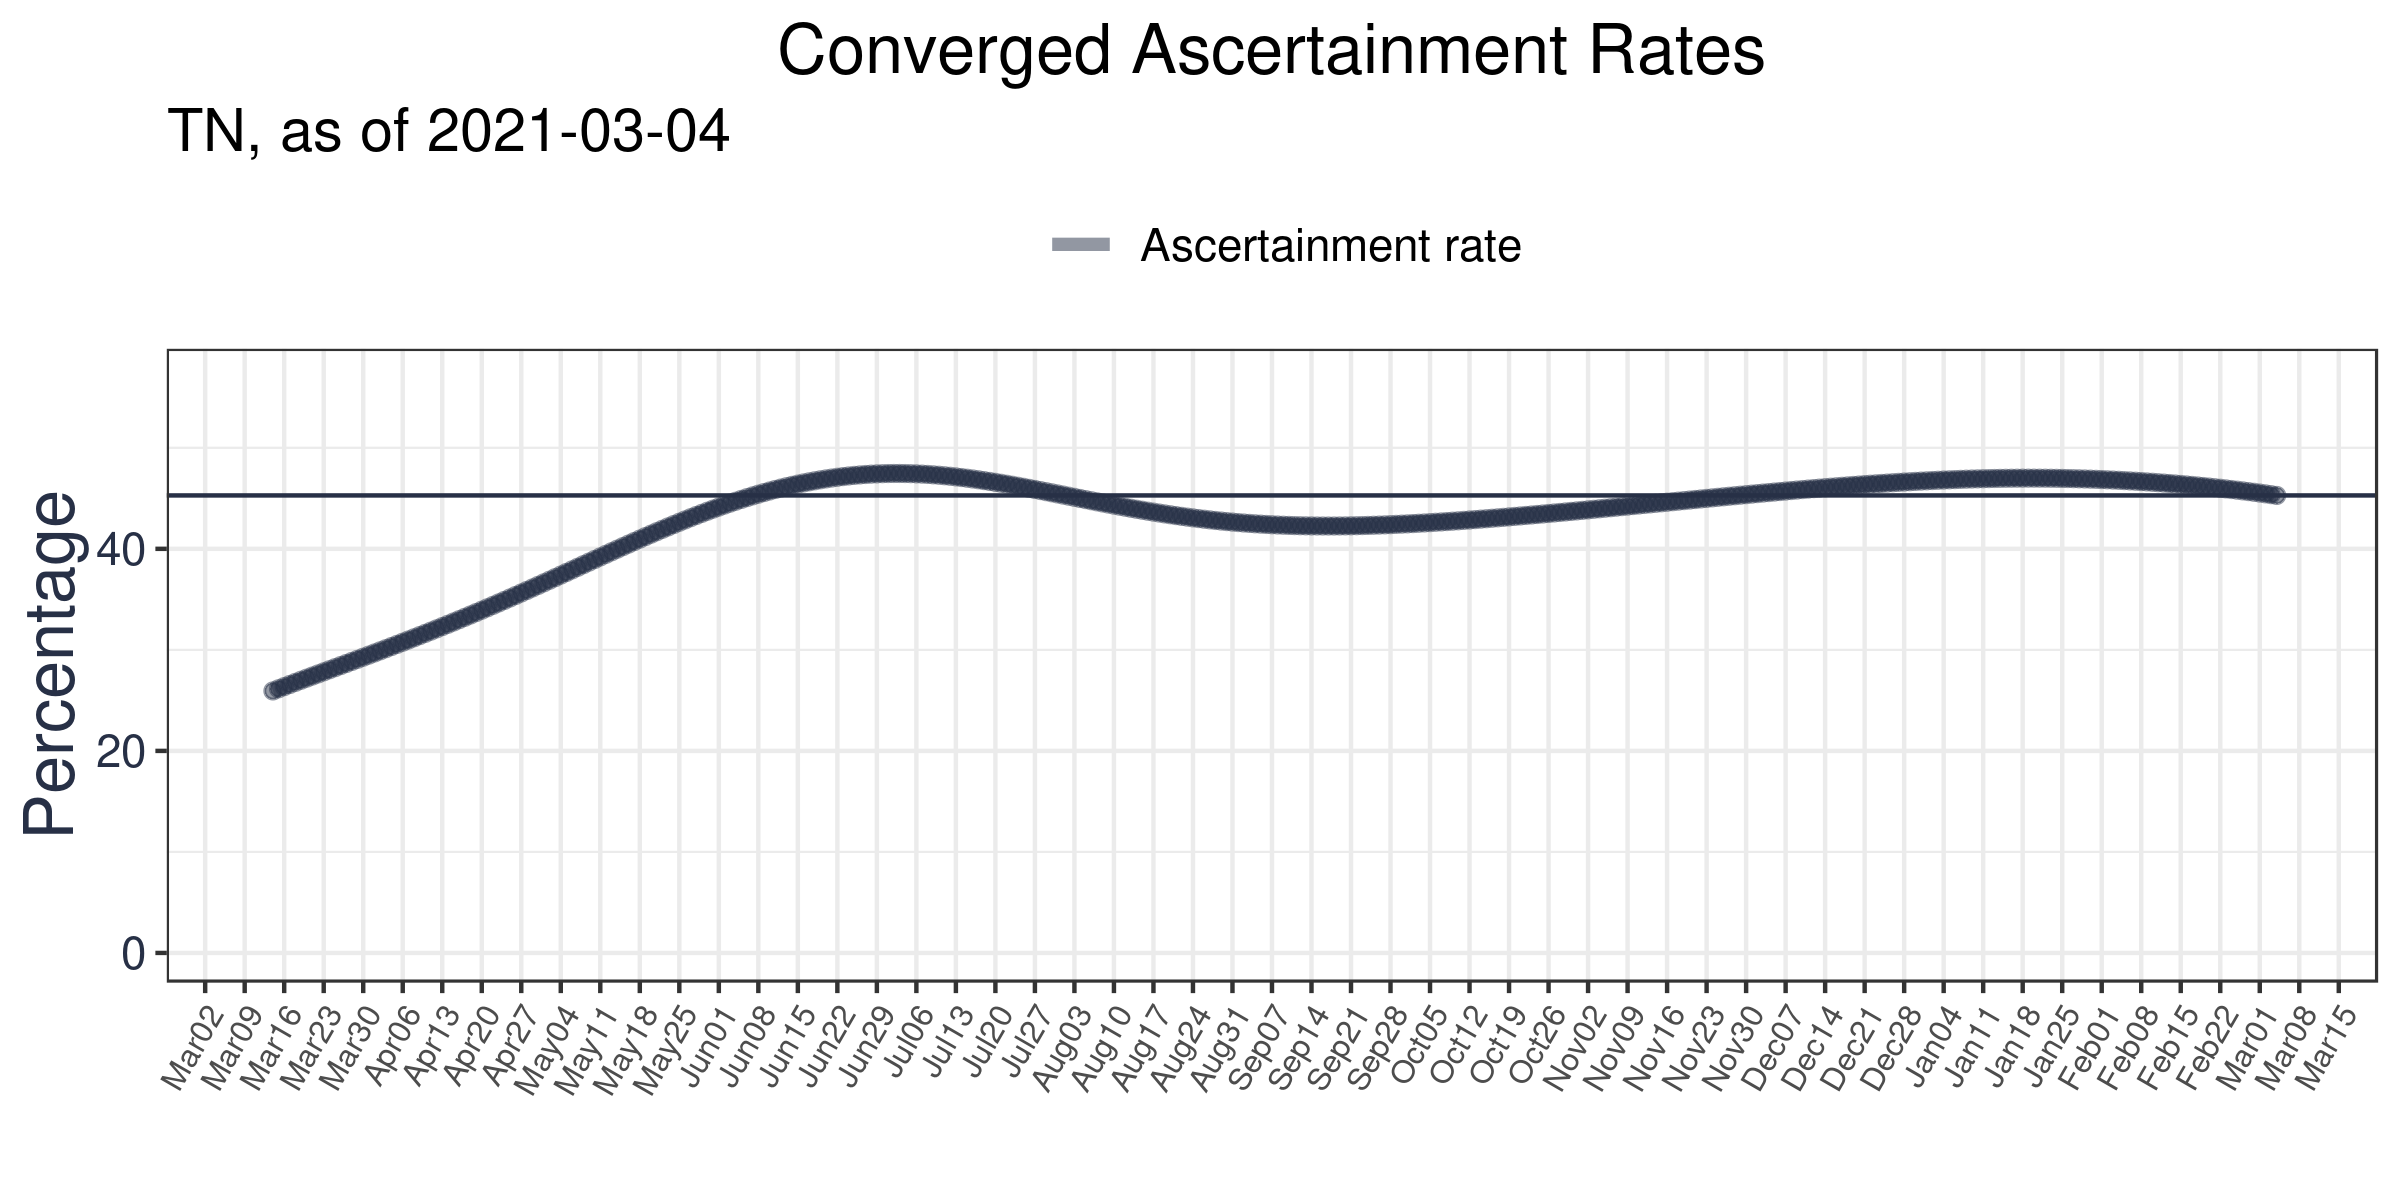 Converged Ascertainment Rates
TN, as of 2021-03-04
Ascertainment rate
Percentage
40
20
0
Mar02 Mar09 Mar16 Mar23 Mar30 Apr06 Apr13 Apr20 Apr27 May04 May11 May18 May25 Jun01 Jun08 Jun15 Jun22 Jun29 Jul06 Jul13 Jul20 Jul27 Aug03 Aug10 Aug17 Aug24 Aug31 Sep07 Sep14 Sep21 Sep28 Oct05 Oct12 Oct19 Oct26 Nov02 Nov09 Nov16 Nov23 Nov30 Dec07 Dec14 Dec21 Dec28 Jan04 Jan11 Jan18 Jan25 Feb01 Feb08 Feb15 Feb22 Mar01 Mar08 Mar15